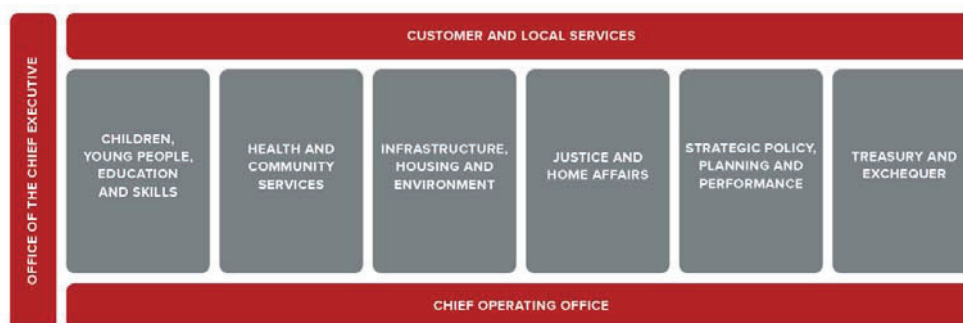 OFFICE OF THE CHIEF EXECUTIVE
CUSTOMER AND LOCAL SERVICES
CHILDREN,
YOUNG PEOPLE,
EDUCATION
AND SKILLS
HEALTH AND
COMMUNITY
SERVICES
INFRASTRUCTURE,
HOUSING AND
ENVIRONMENT
JUSTICE AND
HOME AFFAIRS
STRATEGIC POLICY,
PLANNING AND
PERFORMANCE
TREASURY AND
EXCHEQUER
CHIEF OPERATING OFFICE